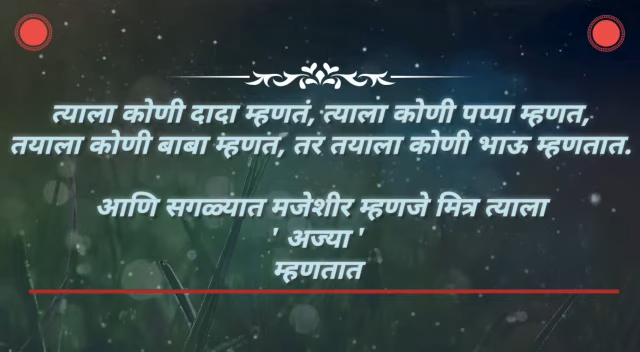 त्याला कोणी दादा म्हणतं, त्याला कोणी पप्पा म्हणत,
तयाला कोणी बाबा म्हणतं, तर तयाला कोणी भाऊ म्हणतात.
आणि सगळ्यात मजेशीर म्हणजे मित्र त्याला
' अज्या '
म्हणतात